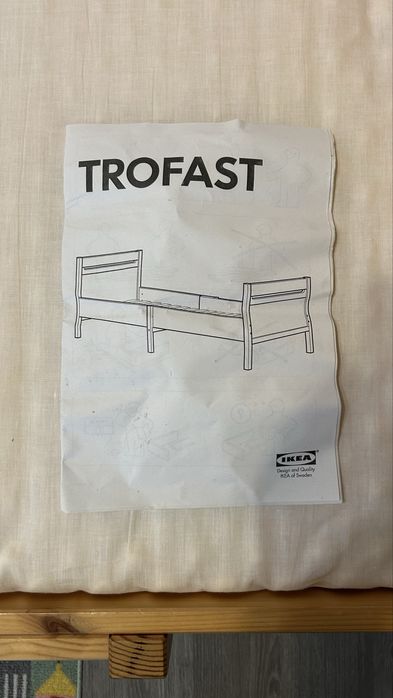 TROFAST
IKEA
Design and Quality
IKEA of Sweden